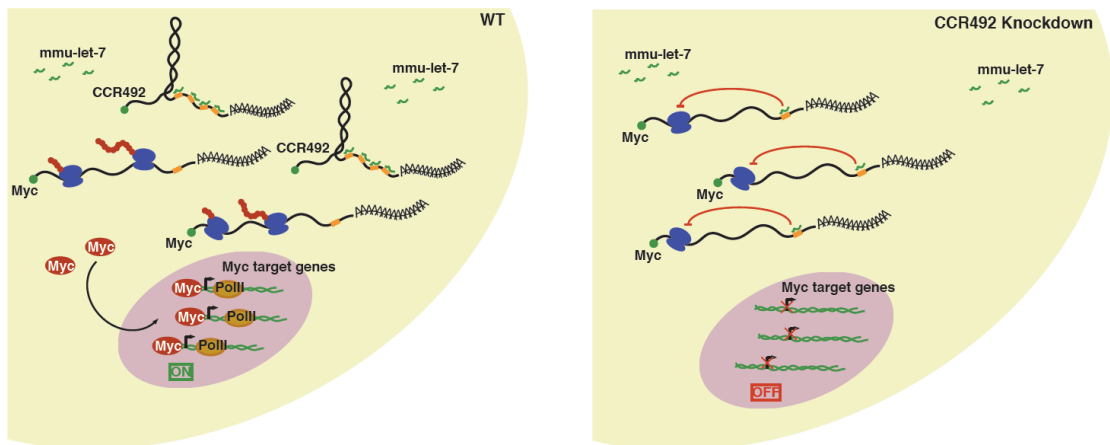 WT
mmu-let-7
CCR492
mmu-let-7
CCR492
Myc
Myc
Myc
Myc
Myc target genes
Myc PolII
Myc PolII
Myc PolII
ON
CCR492 Knockdown
mmu-let-7
mmu-let-7
Myc
Myc
Myc
Myc target genes
OFF